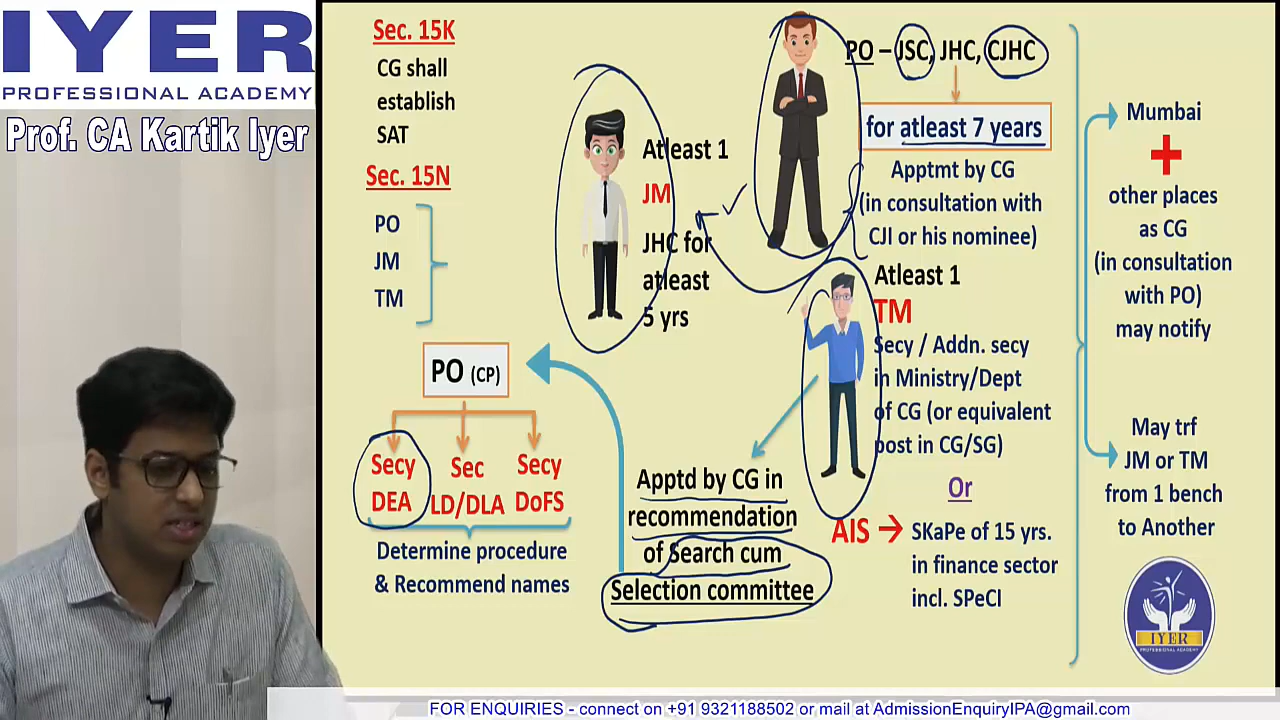 IYER
PROFESSIONAL ACADEMY
Prof. CA Kartik Iyer
Sec. 15K
CG shall
establish
SAT
Sec. 15N
PO
JM
TM
PO (CP)
Secy
DEA
Sec
LD/DLA
Secy
DoFS
Determine procedure
& Recommend names
Atleast 1
JM
JHC for
atleast
5 yrs
PO – JSC, JHC, CJHC
for atleast 7 years
Apptmt by CG
(in consultation with
CJI or his nominee)
Atleast 1
TM
Secy / Addn. secy
in Ministry/Dept
of CG (or equivalent
post in CG/SG)
Or
AIS → SKaPe of 15 yrs.
in finance sector
incl. SPeCI
Apptd by CG in
recommendation
of Search cum
Selection committee
Mumbai
+
other places
as CG
(in consultation
with PO)
may notify
May trf
JM or TM
from 1 bench
to Another
IYER
PROFESSIONAL ACADEMY
FOR ENQUIRIES - connect on +91 9321188502 or mail at AdmissionEnquiryIPA@gmail.com